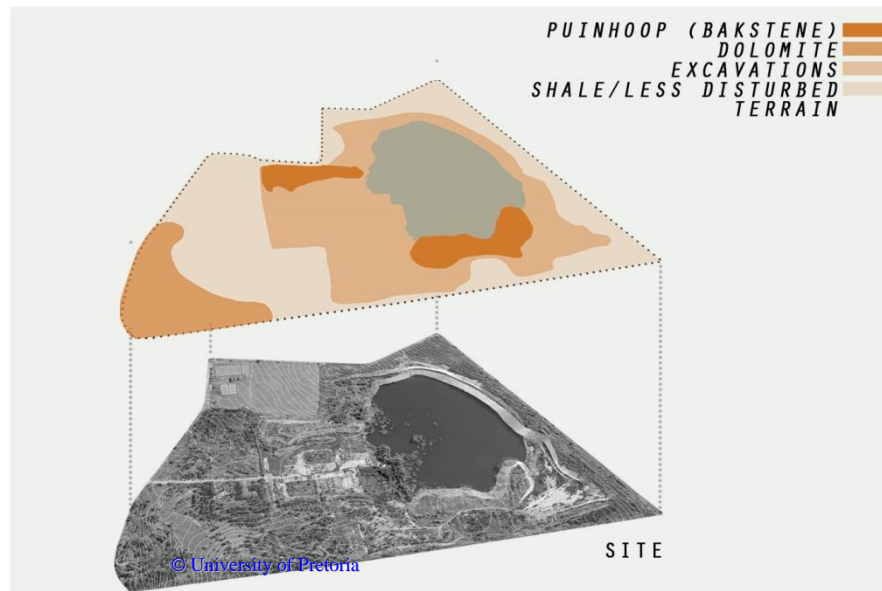 PUINHOOP (BAKSTENE)
DOLOMITE
EXCAVATIONS
SHALE/LESS DISTURBED
TERRAIN
SITE
© University of Pretoria